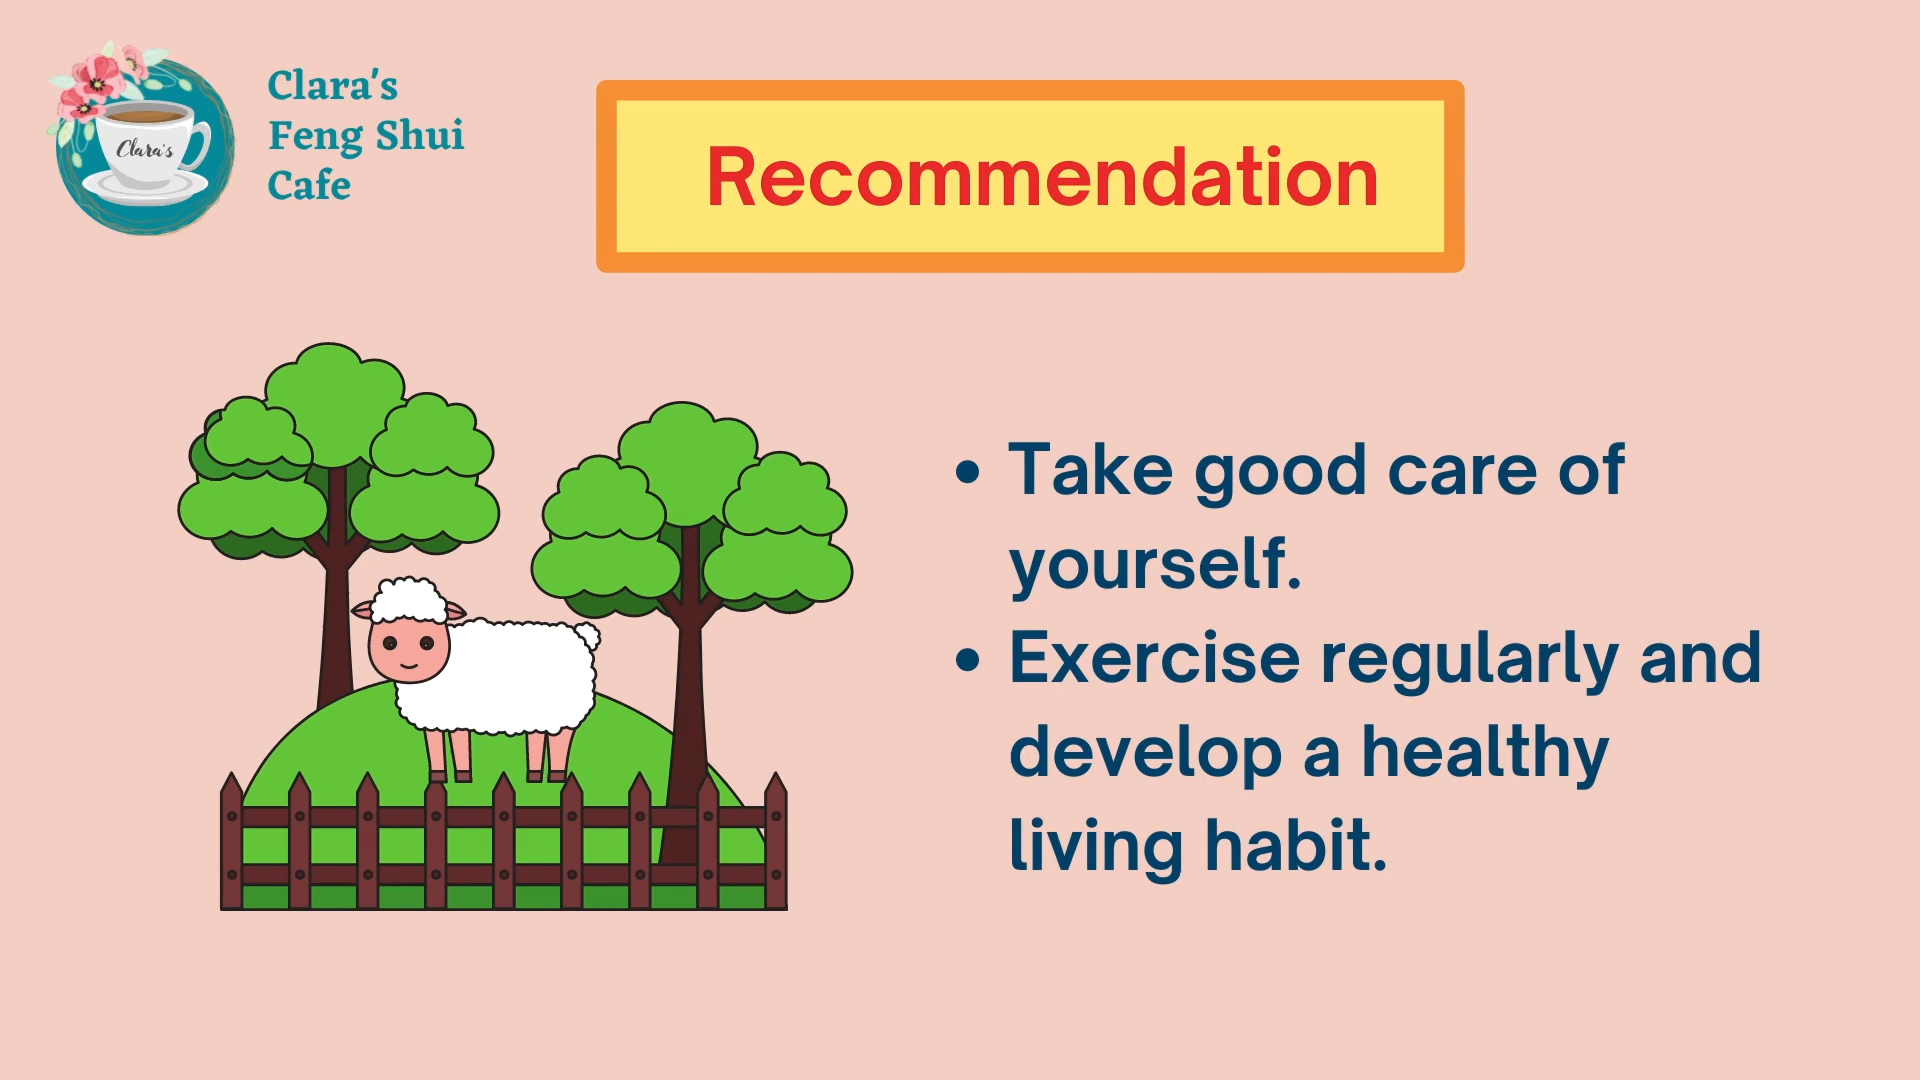 Clara's
Feng Shui
Cafe
Clara's
Recommendation
• Take good care of
yourself.
• Exercise regularly and
develop a healthy
living habit.